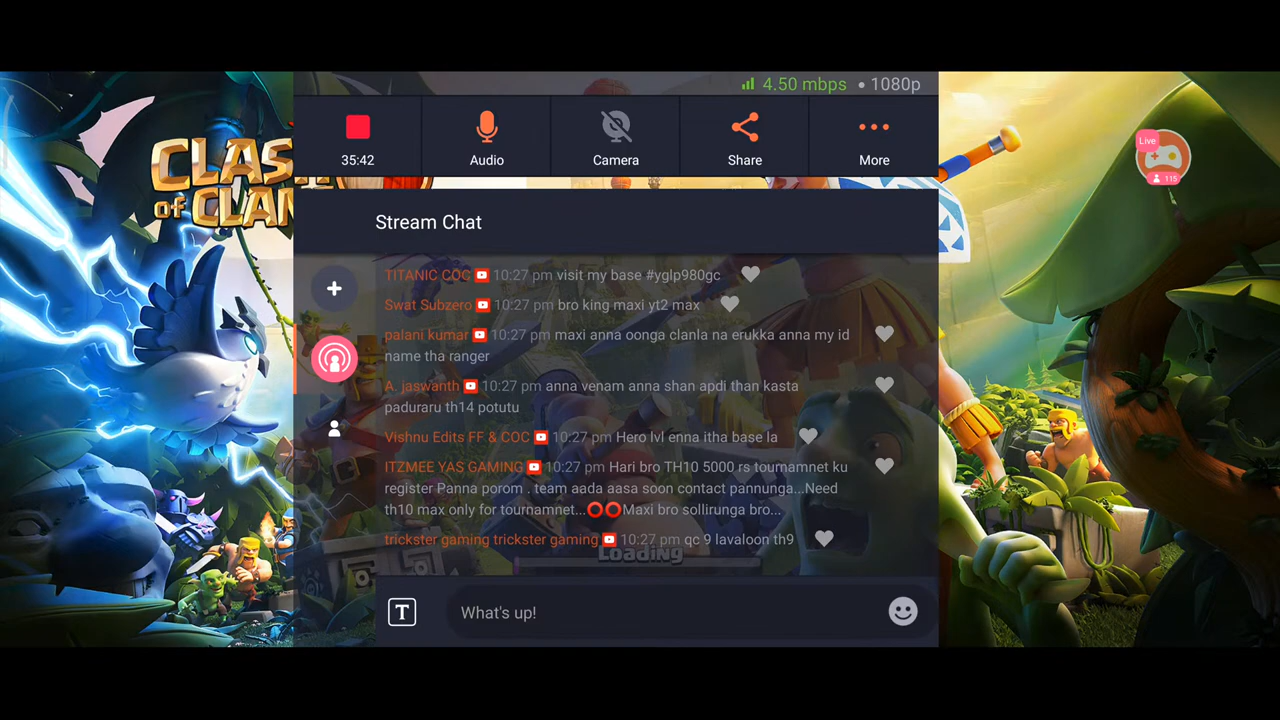 4.50 mbps • 1080p
35:42
Audio
Camera
Share
More
CLAS
of CLAN
Live
115
Stream Chat
TITANIC COC 10:27 pm visit my base #yglp980gc
Swat Subzero 10:27 pm bro king maxi yt2 max
palani kumar 10:27 pm maxi anna oonga clanla na erukka anna my id
name tha ranger
A. jaswanth 10:27 pm anna venam anna shan apdi than kasta
paduraru th14 potutu
Vishnu Edits FF & COC 10:27 pm Hero lvl enna itha base la
ITZMEE YAS GAMING 10:27 pm Hari bro TH10 5000 rs tournamnet ku
register Panna porom . team aada aasa soon contact pannunga...Need
th10 max only for tournamnet...⭕⭕Maxi bro sollirunga bro...
trickster gaming trickster gaming 10:27 pm qc 9 lavaloon th9
Loading
T
What's up!